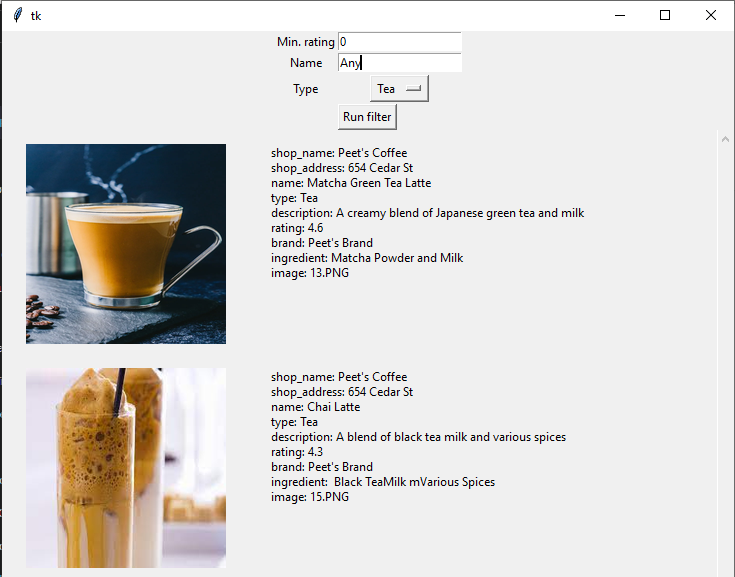 tk
Min. rating 0
Name Any
Type Tea
Run filter
shop_name: Peet's Coffee
shop_address: 654 Cedar St
name: Matcha Green Tea Latte
type: Tea
description: A creamy blend of Japanese green tea and milk
rating: 4.6
brand: Peet's Brand
ingredient: Matcha Powder and Milk
image: 13.PNG
shop_name: Peet's Coffee
shop_address: 654 Cedar St
name: Chai Latte
type: Tea
description: A blend of black tea milk and various spices
rating: 4.3
brand: Peet's Brand
ingredient:  Black TeaMilk mVarious Spices
image: 15.PNG